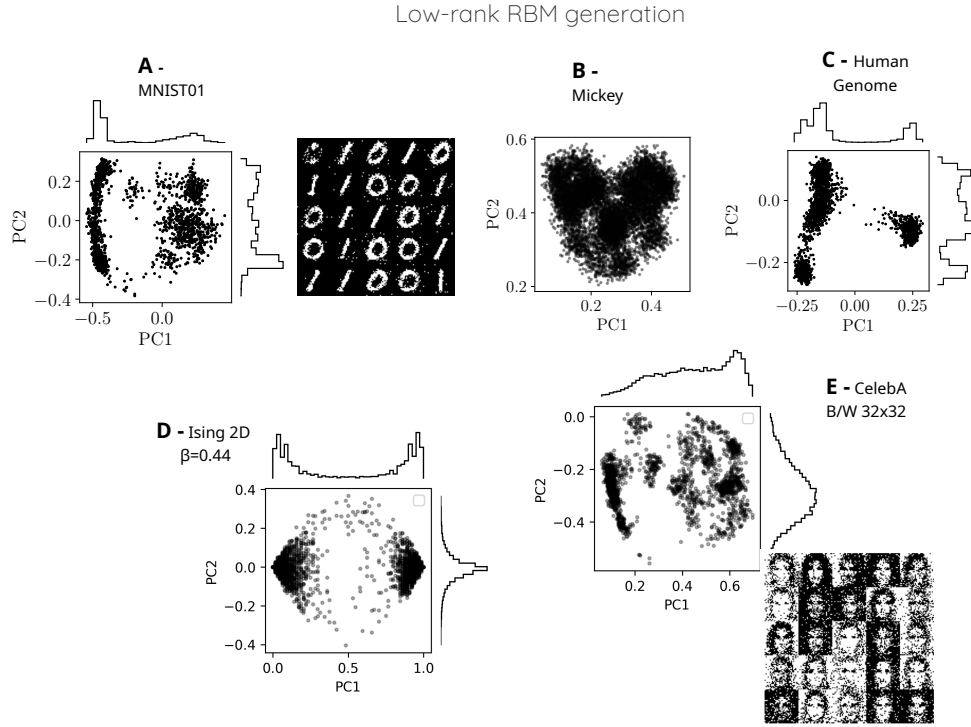 Low-rank RBM generation
A -
MNIST01
PC2
0.2
0.0
−0.2
−0.4
−0.5
0.0
PC1
B -
Mickey
PC2
0.6
0.4
0.2
0.2
0.4
PC1
C - Human
Genome
PC2
0.0
−0.2
−0.25
0.00
0.25
PC1
D - Ising 2D
β=0.44
PC2
0.4
0.2
0.0
−0.2
−0.4
0.0
0.5
1.0
PC1
E - CelebA
B/W 32x32
PC2
0.0
−0.2
−0.4
0.2
0.4
0.6
PC1